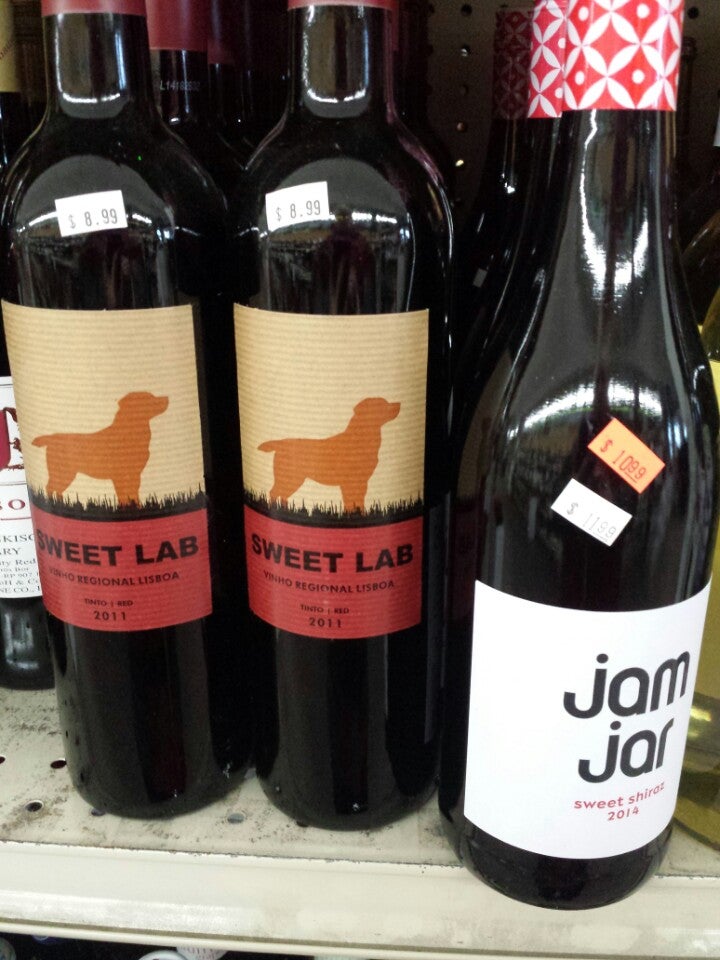 L14162632
$ 8.99
$ 8.99
$ 10.99
$ 11.99
SWEET LAB
VINHO REGIONAL LISBOA
TINTO | RED
2011
SWEET LAB
VINHO REGIONAL LISBOA
TINTO | RED
2011
jam
jar
sweet shiraz
2014